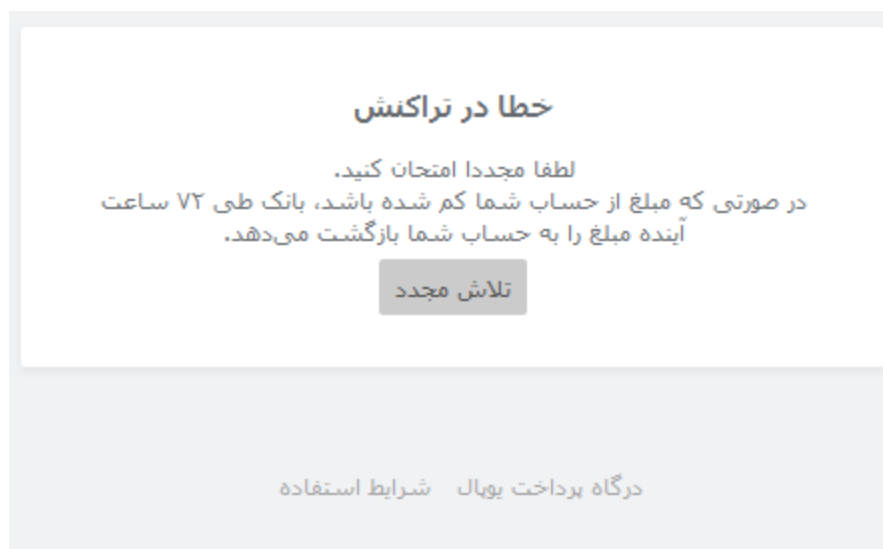 خطا در تراکنش
لطفا مجددا امتحان کنید.
در صورتی که مبلغ از حساب شما کم شده باشد، بانک طی ۷۲ ساعت
آینده مبلغ را به حساب شما بازگشت می‌دهد.
تلاش مجدد
درگاه پرداخت یوپال شرایط استفاده